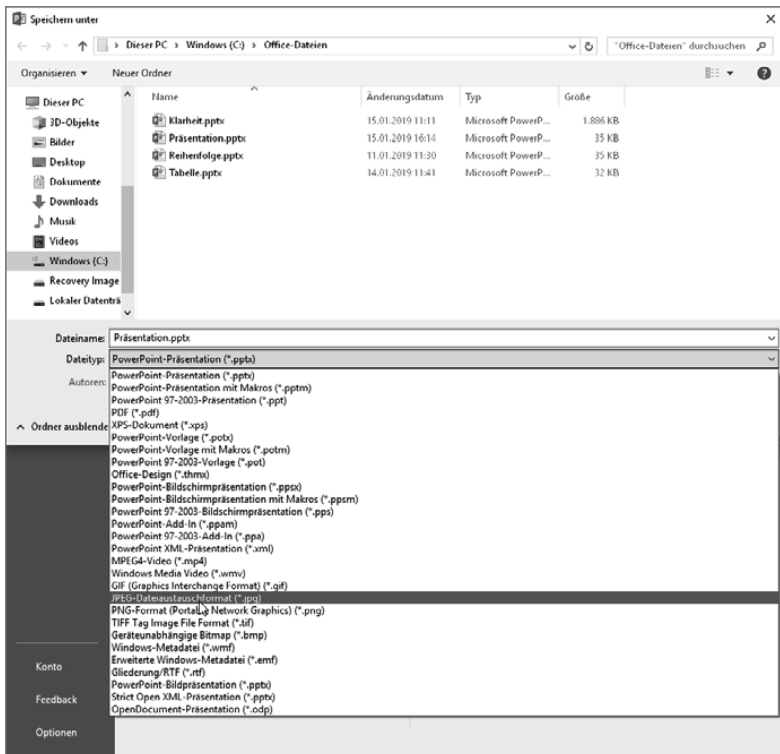 Speichern unter
Dieser PC › Windows (C:) › Office-Dateien
"Office-Dateien" durchsuchen
Organisieren
Neuer Ordner
Name Änderungsdatum Typ Größe
Klarheit.pptx 15.01.2019 11:11 Microsoft PowerP... 1.886 KB
Präsentation.pptx 15.01.2019 16:14 Microsoft PowerP... 35 KB
Reihenfolge.pptx 11.01.2019 11:30 Microsoft PowerP... 35 KB
Tabelle.pptx 14.01.2019 11:41 Microsoft PowerP... 32 KB
Dieser PC
3D-Objekte
Bilder
Desktop
Dokumente
Downloads
Musik
Videos
Windows (C:)
Recovery Image
Lokaler Datenträ
Dateiname: Präsentation.pptx
Dateityp: PowerPoint-Präsentation (*.pptx)
Autoren:
Ordner ausblende
PowerPoint-Präsentation (*.pptx)
PowerPoint-Präsentation mit Makros (*.pptm)
PowerPoint 97-2003-Präsentation (*.ppt)
PDF (*.pdf)
XPS-Dokument (*.xps)
PowerPoint-Vorlage (*.potx)
PowerPoint-Vorlage mit Makros (*.potm)
PowerPoint 97-2003-Vorlage (*.pot)
Office-Design (*.thmx)
PowerPoint-Bildschirmpräsentation (*.ppsx)
PowerPoint-Bildschirmpräsentation mit Makros (*.ppsm)
PowerPoint 97-2003-Bildschirmpräsentation (*.pps)
PowerPoint-Add-In (*.ppam)
PowerPoint 97-2003-Add-In (*.ppa)
PowerPoint XML-Präsentation (*.xml)
MPEG4-Video (*.mp4)
Windows Media Video (*.wmv)
GIF (Graphics Interchange Format) (*.gif)
JPEG-Dateiaustauschformat (*.jpg)
PNG-Format (Portable Network Graphics) (*.png)
TIFF Tag Image File Format (*.tif)
Geräteunabhängige Bitmap (*.bmp)
Windows-Metadatei (*.wmf)
Erweiterte Windows-Metadatei (*.emf)
Gliederung/RTF (*.rtf)
PowerPoint-Bildpräsentation (*.pptx)
Strict Open XML-Präsentation (*.pptx)
OpenDocument-Präsentation (*.odp)
Konto
Feedback
Optionen